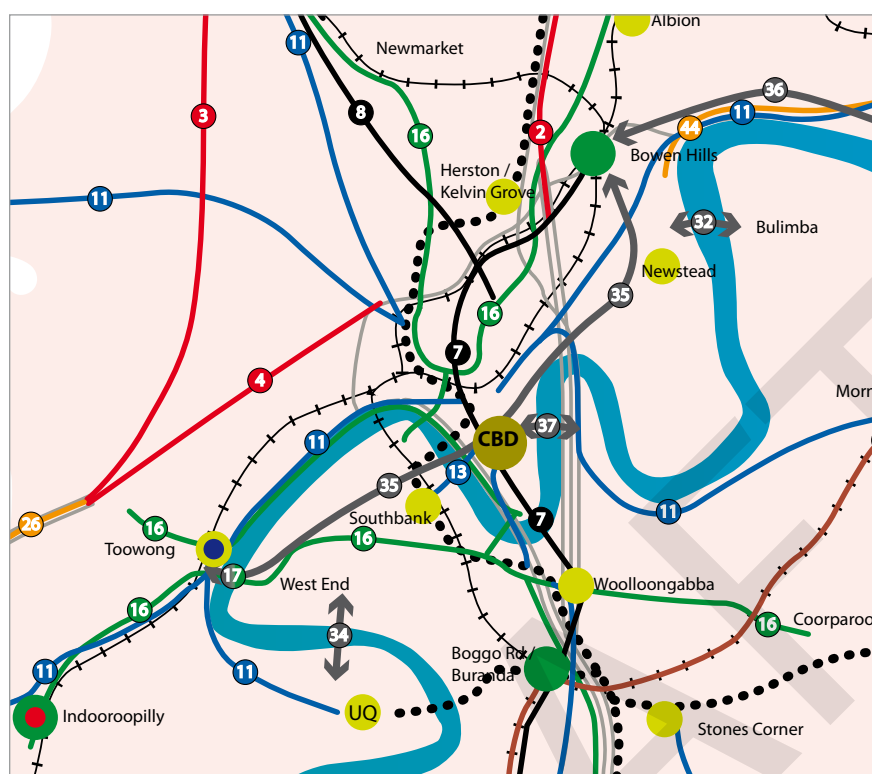 Albion
11
Newmarket
36
3
8
11
44
16
2
Bowen Hills
Herston /
Kelvin Grove
11
32
Bulimba
Newstead
35
16
7
4
Morn
37
CBD
11
13
35
11
Southbank
7
26
16
16
Toowong
17
West End
Woolloongabba
16
16
Coorparoo
34
Boggo Rd/
Buranda
11
11
UQ
Indooroopilly
Stones Corner